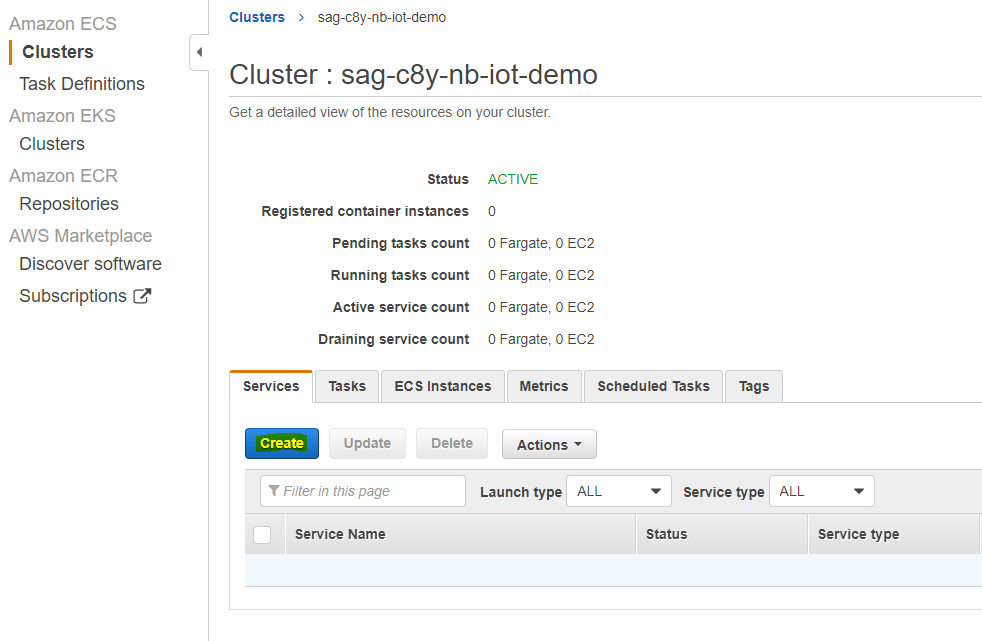 Amazon ECS
Clusters
Task Definitions
Amazon EKS
Clusters
Amazon ECR
Repositories
AWS Marketplace
Discover software
Subscriptions
Clusters > sag-c8y-nb-iot-demo
Cluster : sag-c8y-nb-iot-demo
Get a detailed view of the resources on your cluster.
Status ACTIVE
Registered container instances 0
Pending tasks count 0 Fargate, 0 EC2
Running tasks count 0 Fargate, 0 EC2
Active service count 0 Fargate, 0 EC2
Draining service count 0 Fargate, 0 EC2
Services Tasks ECS Instances Metrics Scheduled Tasks Tags
Create Update Delete Actions
Filter in this page Launch type ALL Service type ALL
Service Name Status Service type